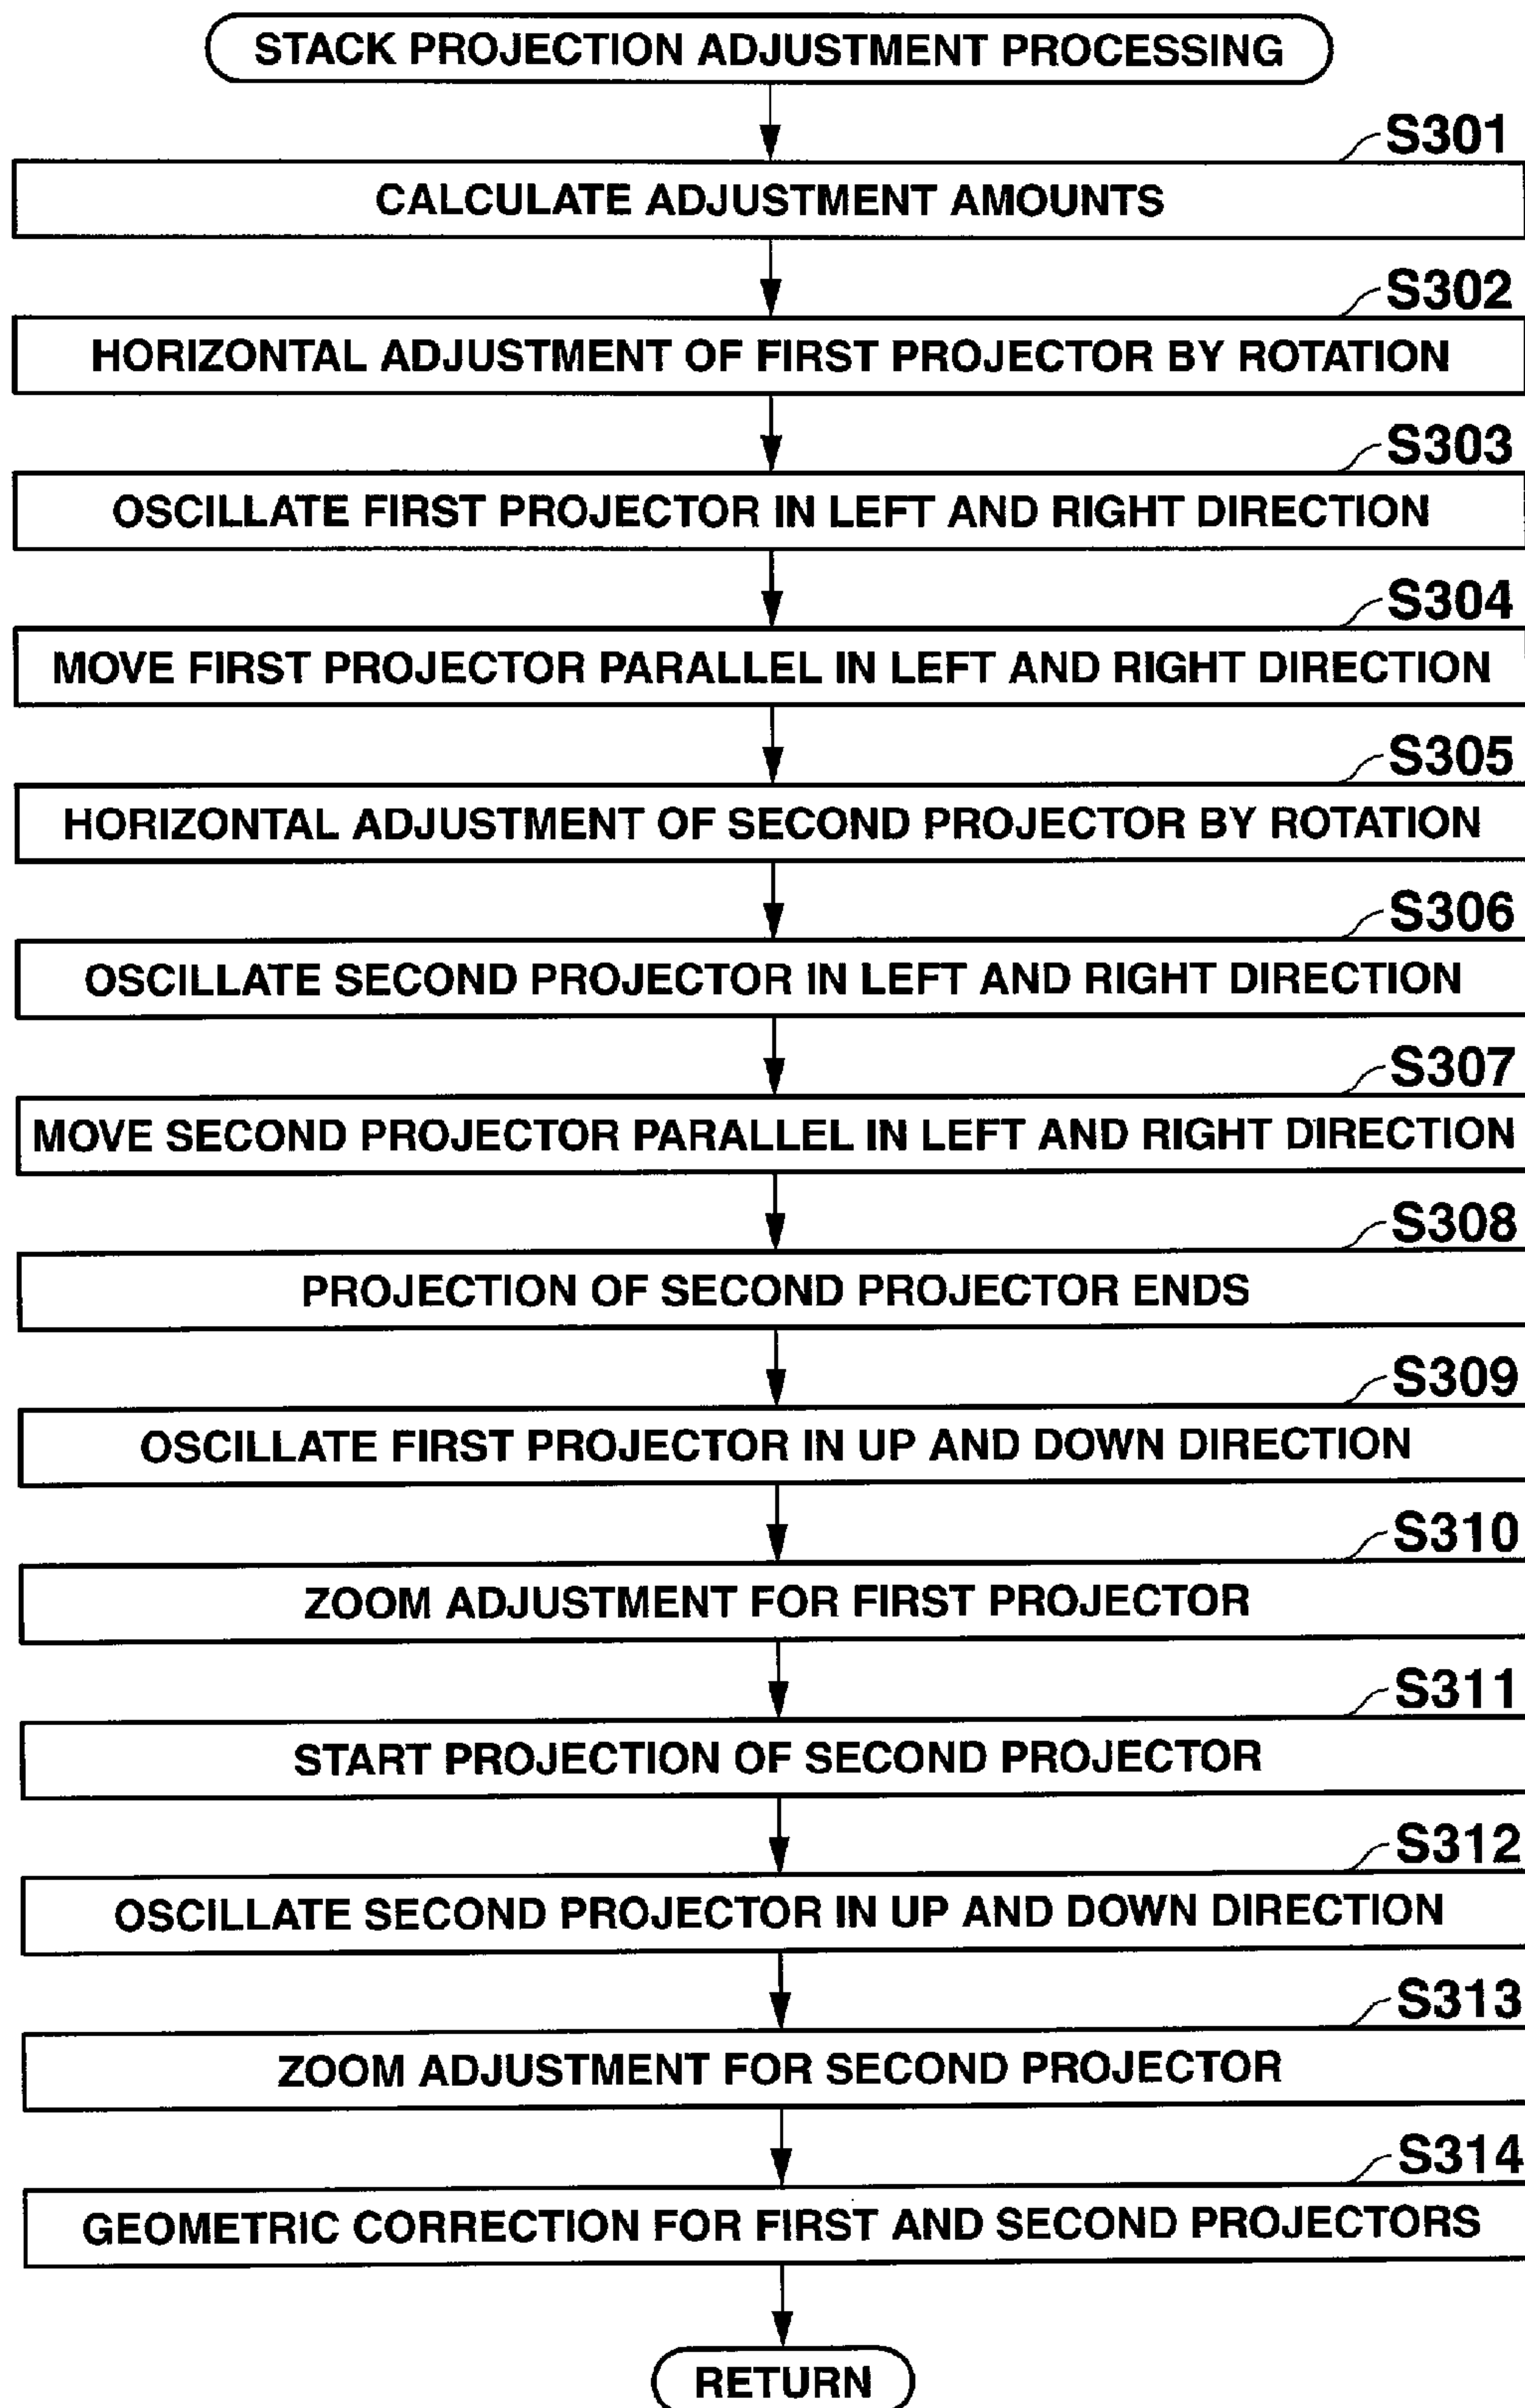 STACK PROJECTION ADJUSTMENT PROCESSING
S301
CALCULATE ADJUSTMENT AMOUNTS
S302
HORIZONTAL ADJUSTMENT OF FIRST PROJECTOR BY ROTATION
S303
OSCILLATE FIRST PROJECTOR IN LEFT AND RIGHT DIRECTION
S304
MOVE FIRST PROJECTOR PARALLEL IN LEFT AND RIGHT DIRECTION
S305
HORIZONTAL ADJUSTMENT OF SECOND PROJECTOR BY ROTATION
S306
OSCILLATE SECOND PROJECTOR IN LEFT AND RIGHT DIRECTION
S307
MOVE SECOND PROJECTOR PARALLEL IN LEFT AND RIGHT DIRECTION
S308
PROJECTION OF SECOND PROJECTOR ENDS
S309
OSCILLATE FIRST PROJECTOR IN UP AND DOWN DIRECTION
S310
ZOOM ADJUSTMENT FOR FIRST PROJECTOR
S311
START PROJECTION OF SECOND PROJECTOR
S312
OSCILLATE SECOND PROJECTOR IN UP AND DOWN DIRECTION
S313
ZOOM ADJUSTMENT FOR SECOND PROJECTOR
S314
GEOMETRIC CORRECTION FOR FIRST AND SECOND PROJECTORS
RETURN